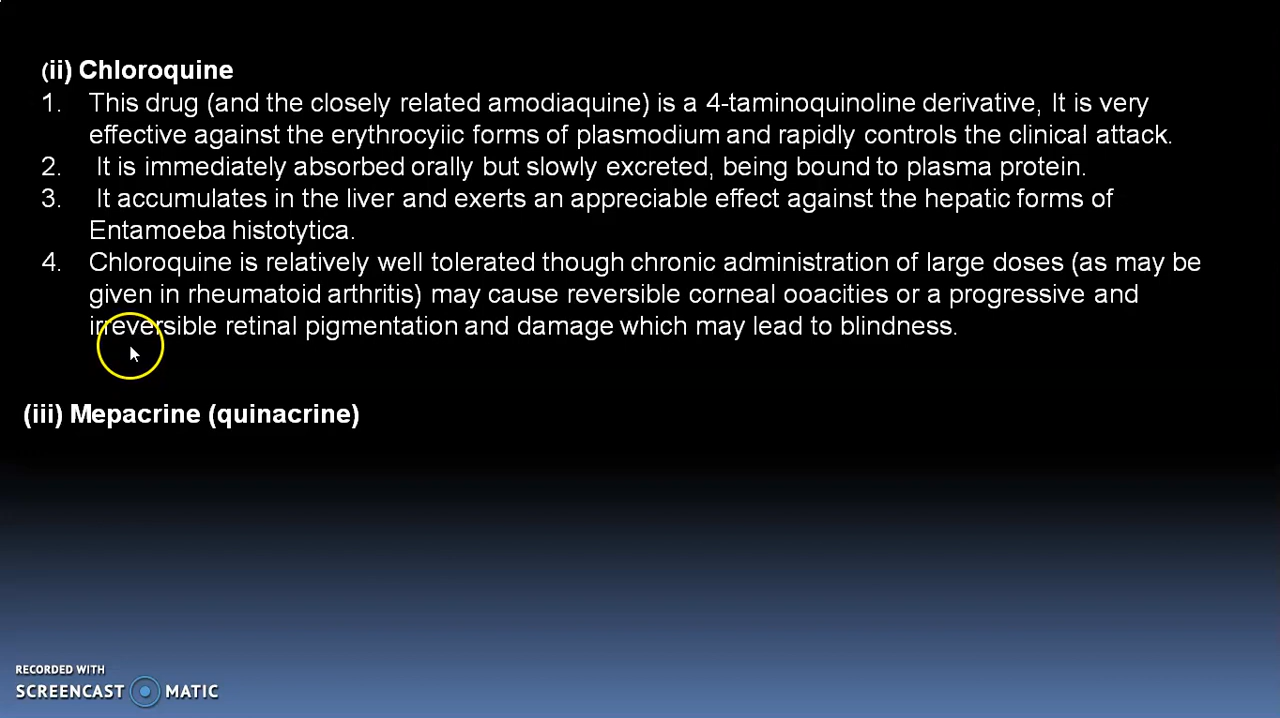 (ii) Chloroquine
1. This drug (and the closely related amodiaquine) is a 4-taminoquinoline derivative, It is very
effective against the erythrocyiic forms of plasmodium and rapidly controls the clinical attack.
2. It is immediately absorbed orally but slowly excreted, being bound to plasma protein.
3. It accumulates in the liver and exerts an appreciable effect against the hepatic forms of
Entamoeba histotytica.
4. Chloroquine is relatively well tolerated though chronic administration of large doses (as may be
given in rheumatoid arthritis) may cause reversible corneal ooacities or a progressive and
irreversible retinal pigmentation and damage which may lead to blindness.
(iii) Mepacrine (quinacrine)
RECORDED WITH
SCREENCAST MATIC